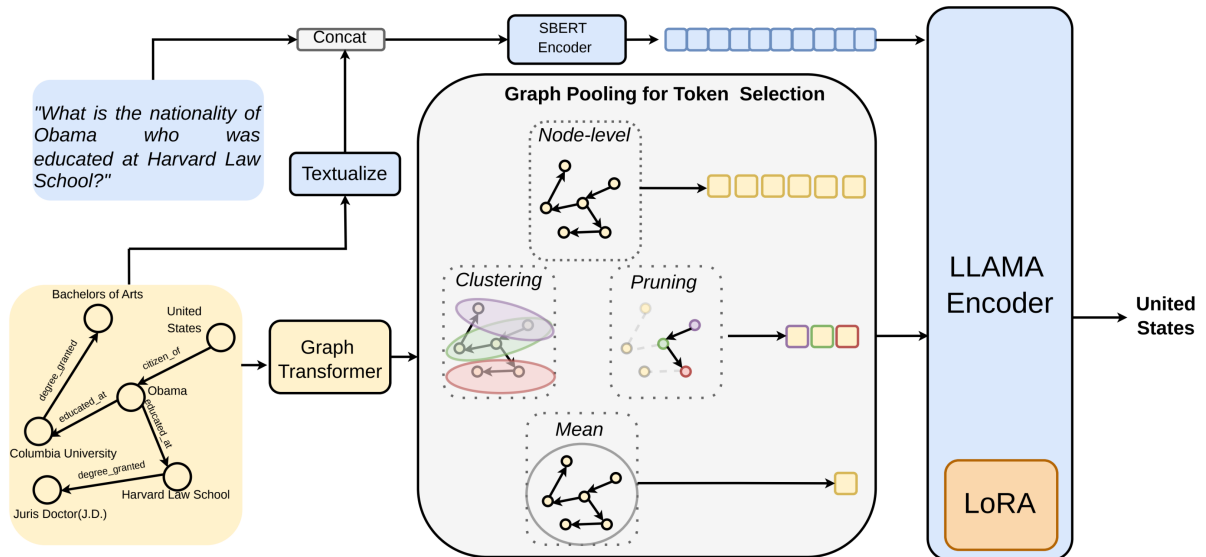 Concat
SBERT
Encoder
"What is the nationality of
Obama who was
educated at Harvard Law
School?"
Textualize
Graph Pooling for Token Selection
Node-level
Clustering
Pruning
Mean
Bachelors of Arts
United
States
degree_granted
citizen_of
Obama
educated_at
educated_at
Columbia University
degree_granted
Harvard Law School
Juris Doctor(J.D.)
Graph
Transformer
LLAMA
Encoder
LoRA
United
States